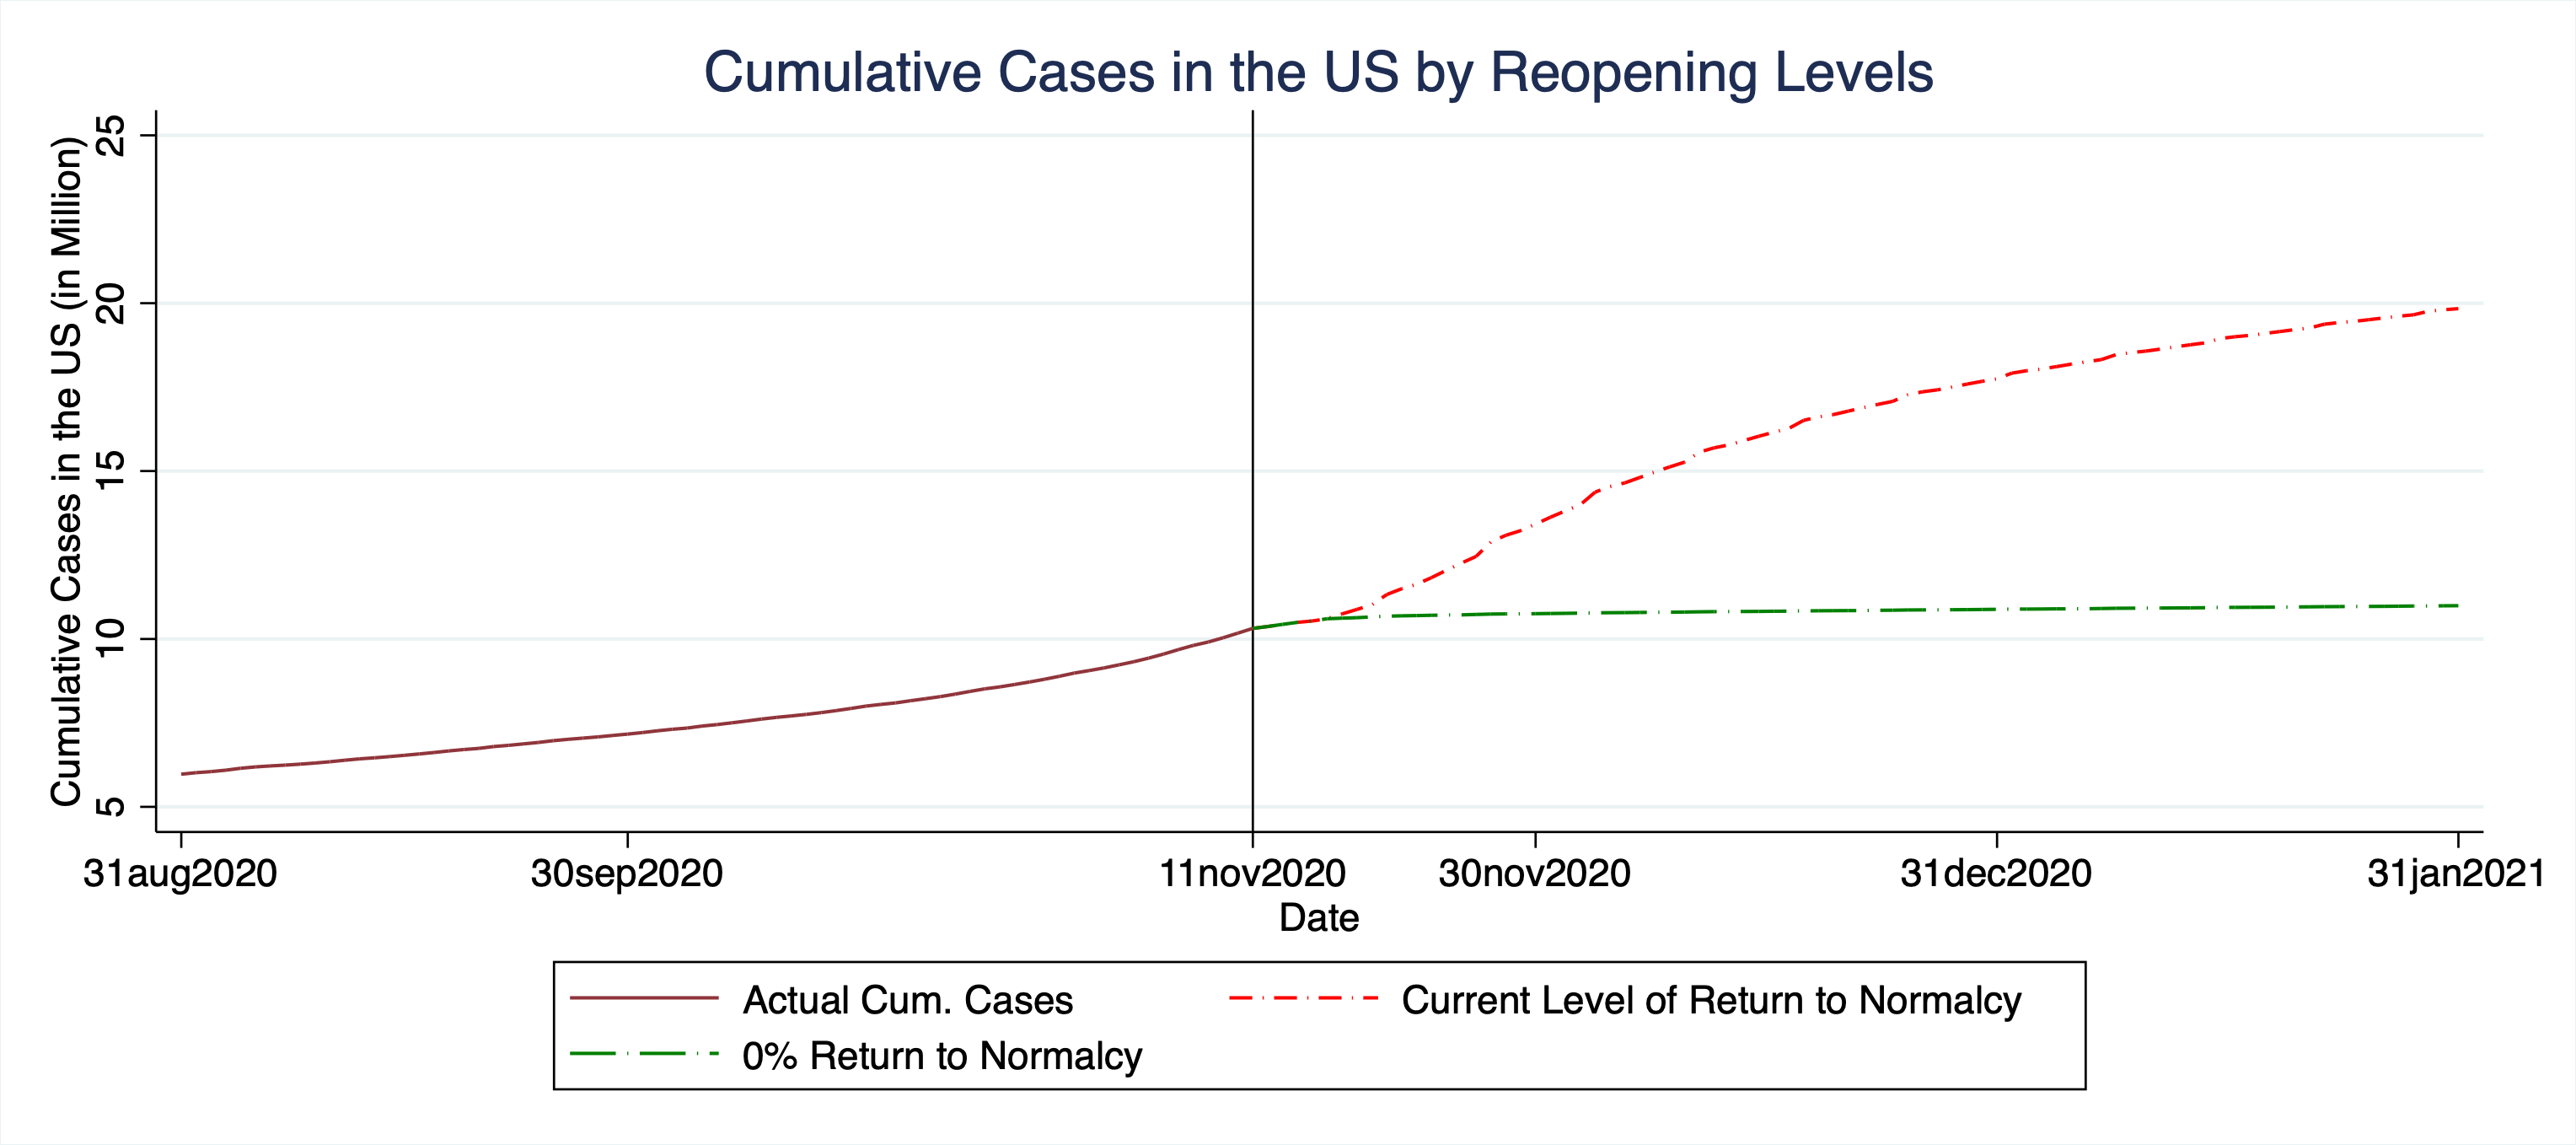 Cumulative Cases in the US by Reopening Levels
Cumulative Cases in the US (in Million)
25
20
15
10
5
31aug2020 30sep2020 11nov2020 30nov2020 31dec2020 31jan2021
Date
Actual Cum. Cases Current Level of Return to Normalcy
0% Return to Normalcy